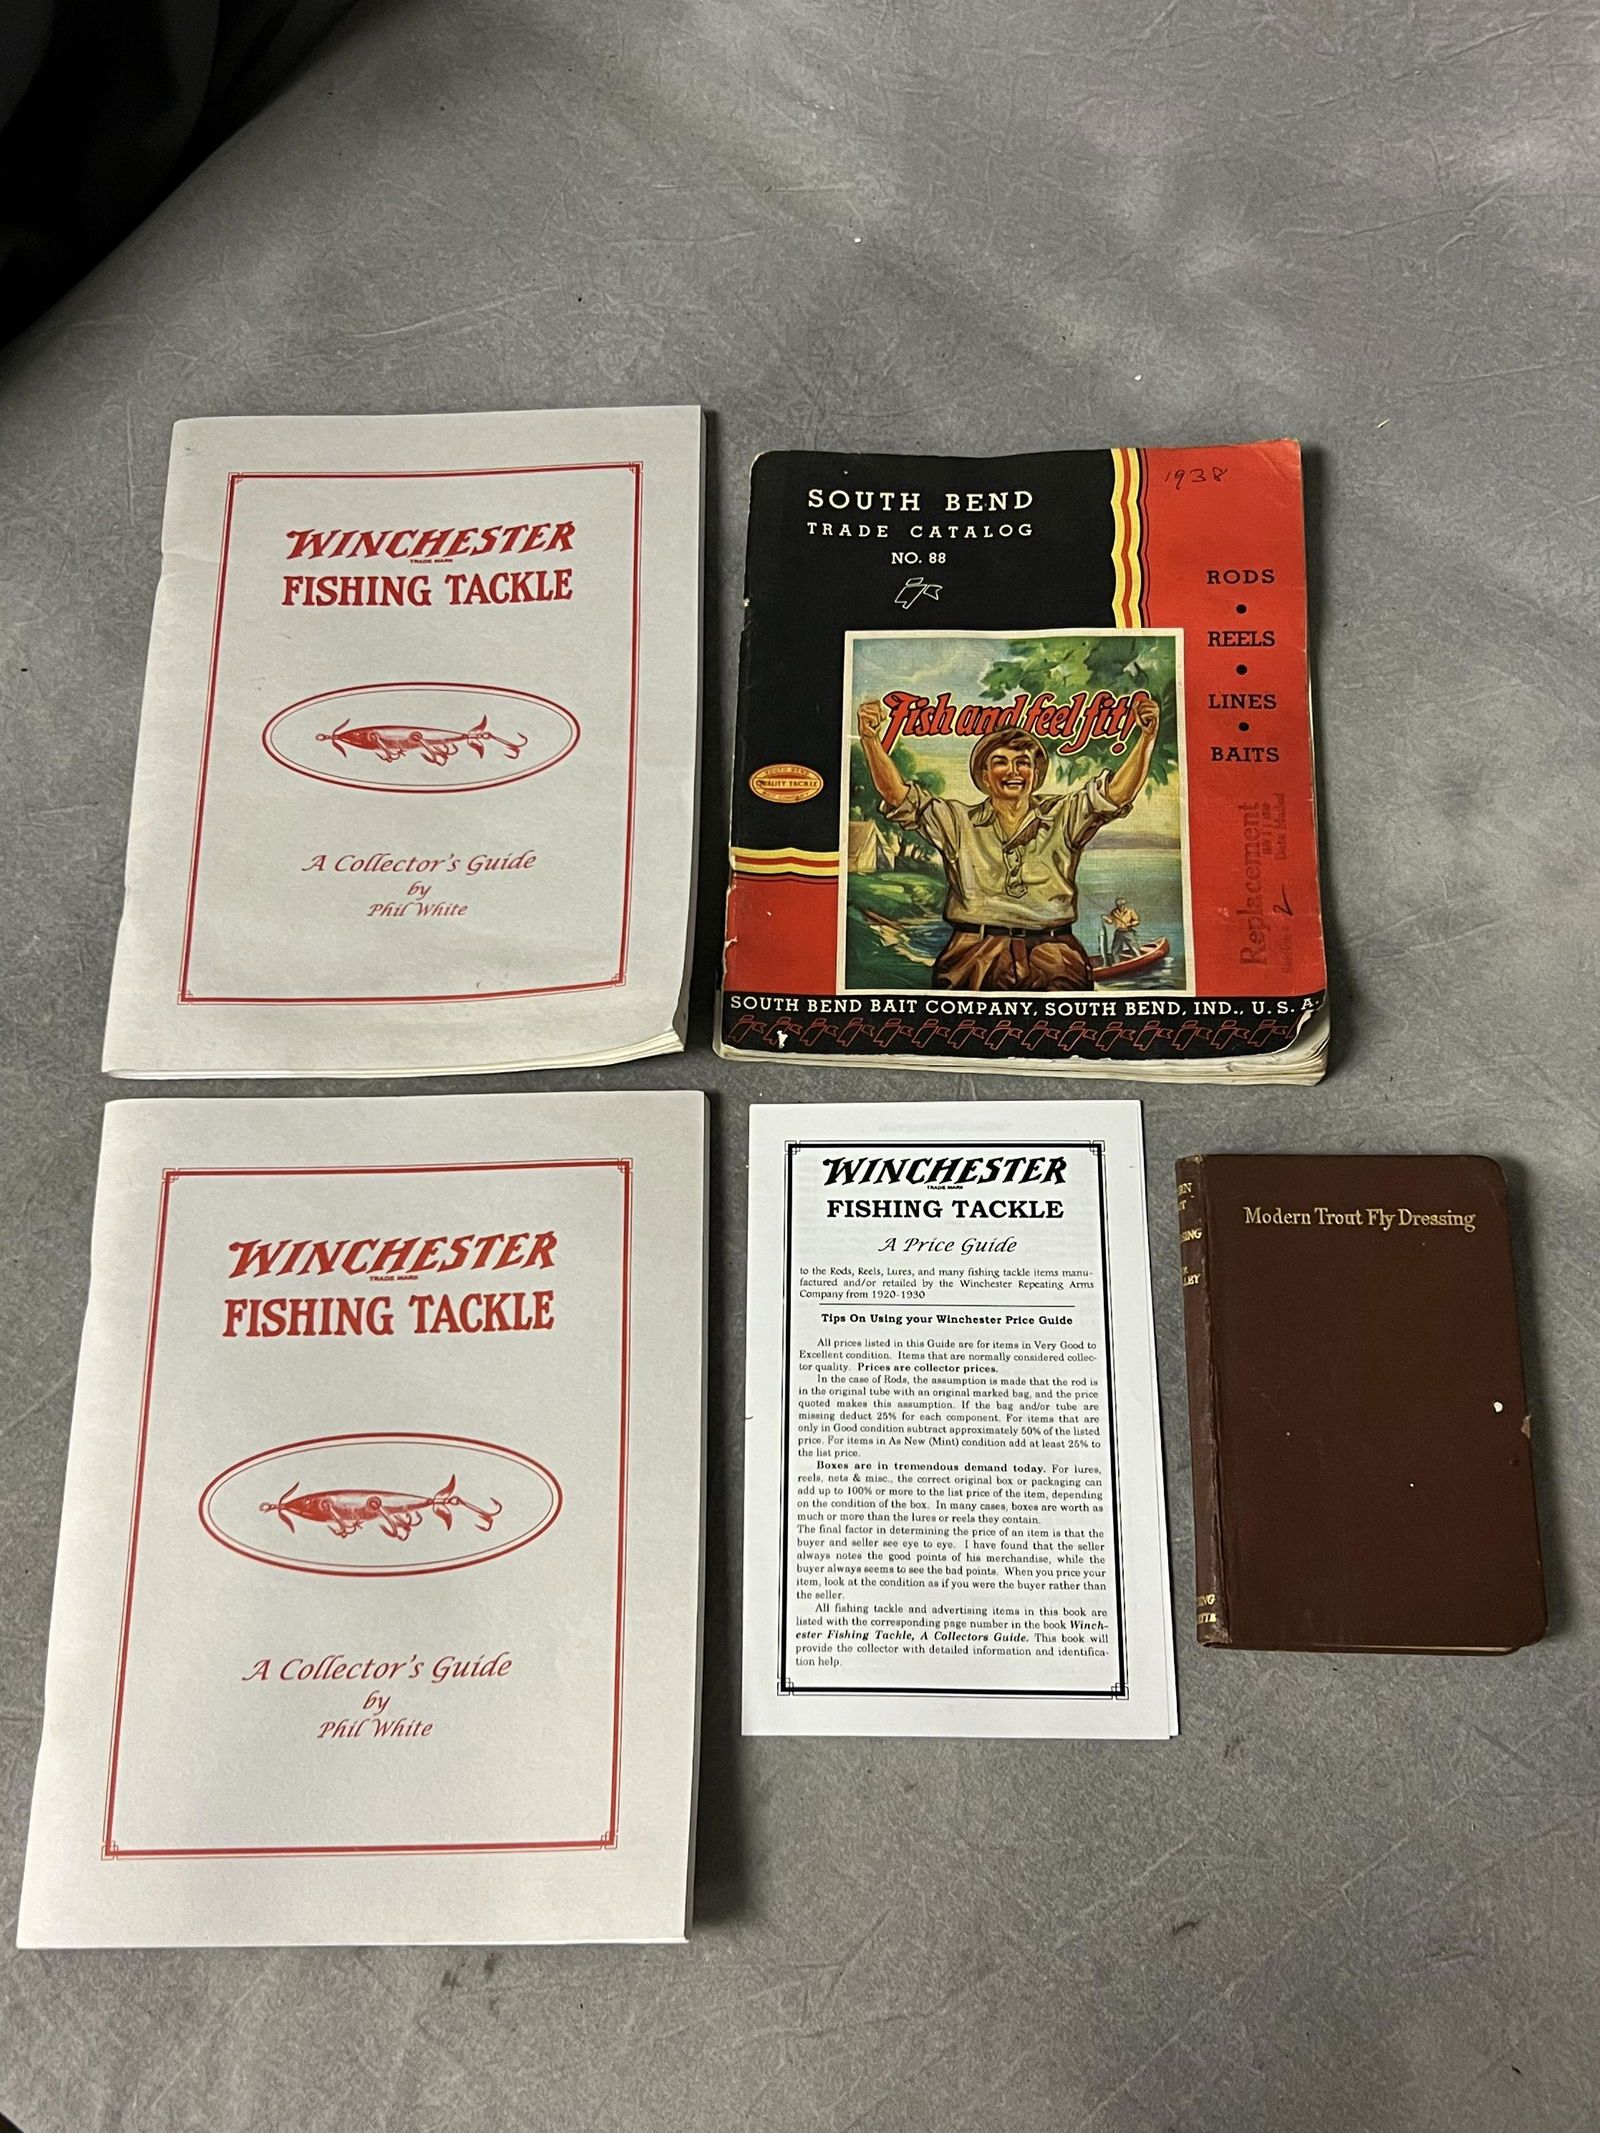 WINCHESTER
TRADE MARK
FISHING TACKLE
A Collector's Guide
by
Phil White
SOUTH BEND
TRADE CATALOG
NO. 88
1938
RODS
REELS
LINES
BAITS
Fish and feel fit!
SOUTH BEND
QUALITY TACKLE
Replacement
Date Mailed
2
SOUTH BEND BAIT COMPANY, SOUTH BEND, IND., U. S. A.
WINCHESTER
TRADE MARK
FISHING TACKLE
A Collector's Guide
by
Phil White
WINCHESTER
TRADE MARK
FISHING TACKLE
A Price Guide
to the Rods, Reels, Lures, and many fishing tackle items manu-
factured and/or retailed by the Winchester Repeating Arms
Company from 1920-1930
Tips On Using your Winchester Price Guide
All prices listed in this Guide are for items in Very Good to
Excellent condition. Items that are normally considered collec-
tor quality. Prices are collector prices.
In the case of Rods, the assumption is made that the rod is
in the original tube with an original marked bag, and the price
quoted makes this assumption. If the bag and/or tube are
missing deduct 25% for each component. For items that are
only in Good condition subtract approximately 50% of the listed
price. For items in As New (Mint) condition add at least 25% to
the list price.
Boxes are in tremendous demand today. For lures,
reels, nets & misc., the correct original box or packaging can
add up to 100% or more to the list price of the item, depending
on the condition of the box. In many cases, boxes are worth as
much or more than the lures or reels they contain.
The final factor in determining the price of an item is that the
buyer and seller see eye to eye. I have found that the seller
always notes the good points of his merchandise, while the
buyer always seems to see the bad points. When you price your
item, look at the condition as if you were the buyer rather than
the seller.
All fishing tackle and advertising items in this book are
listed with the corresponding page number in the book Winch-
ester Fishing Tackle, A Collectors Guide. This book will
provide the collector with detailed information and identifica-
tion help.
Modern Trout Fly Dressing